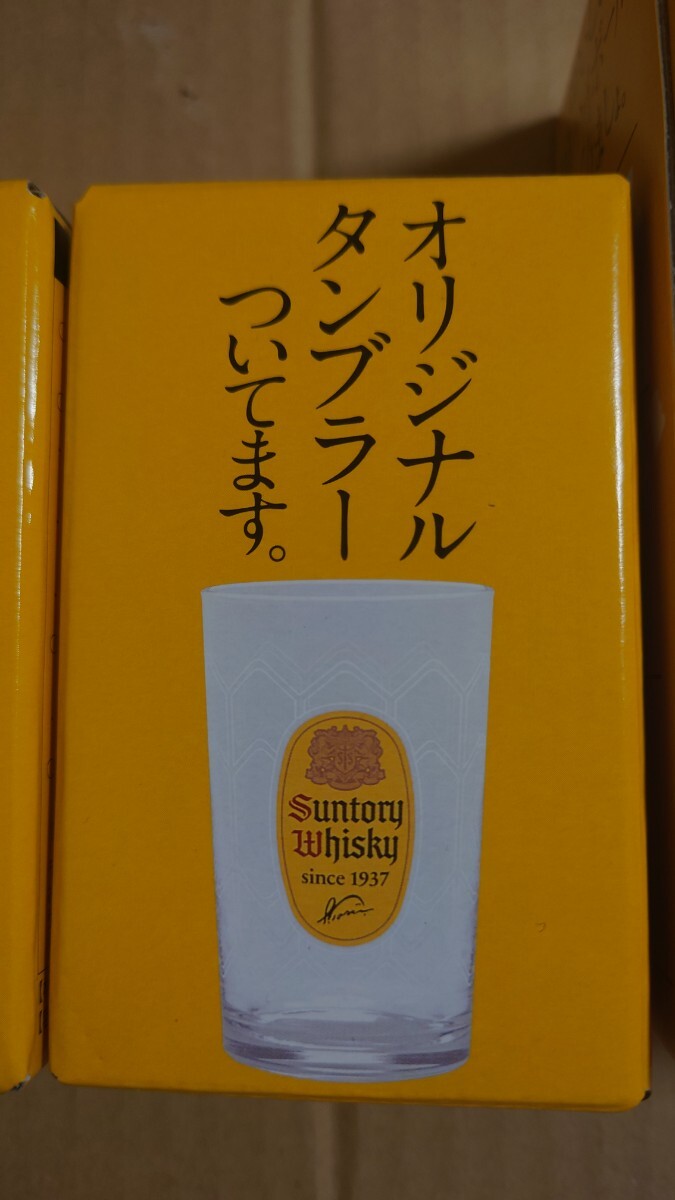 オリジナル
タンブラー
ついてます。
Suntory
Whisky
since 1937